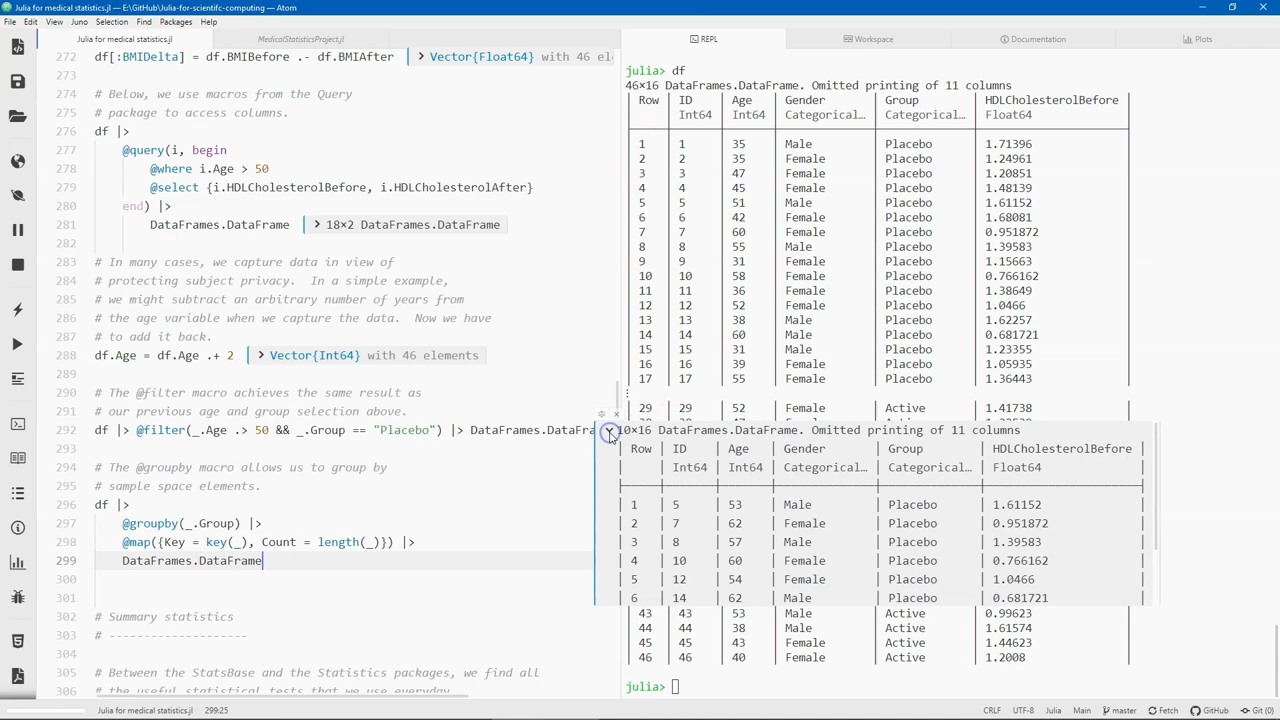 Julia for medical statistics.jl — E:\GitHub\Julia-for-scientifc-computing — Atom
File Edit View Juno Selection Find Packages Help
Julia for medical statistics.jl
MedicalStatisticsProject.jl
272 df[:BMIDelta] = df.BMIBefore .- df.BMIAfter > Vector{Float64} with 46 el
273
274 # Below, we use macros from the Query
275 # package to access columns.
276 df |>
277 @query(i, begin
278 @where i.Age > 50
279 @select {i.HDLCholesterolBefore, i.HDLCholesterolAfter}
280 end) |>
281 DataFrames.DataFrame > 18×2 DataFrames.DataFrame
282
283 # In many cases, we capture data in view of
284 # protecting subject privacy. In a simple example,
285 # we might subtract an arbitrary number of years from
286 # the age variable when we capture the data. Now we have
287 # to add it back.
288 df.Age = df.Age .+ 2 > Vector{Int64} with 46 elements
289
290 # The @filter macro achieves the same result as
291 # our previous age and group selection above.
292 df |> @filter(_.Age .> 50 && _.Group == "Placebo") |> DataFrames.DataFra
293
294 # The @groupby macro allows us to group by
295 # sample space elements.
296 df |>
297 @groupby(_.Group) |>
298 @map({Key = key(_), Count = length(_)}) |>
299 DataFrames.DataFrame
300
301
302 # Summary statistics
303 # --------------------
304
305 # Between the StatsBase and the Statistics packages, we find all
306 # the useful statistical tests that we use everyday
REPL
Workspace
Documentation
Plots
julia> df
46×16 DataFrames.DataFrame. Omitted printing of 11 columns
Row ID Age Gender Group HDLCholesterolBefore
Int64 Int64 Categorical… Categorical… Float64
1 1 35 Male Placebo 1.71396
2 2 35 Female Placebo 1.24961
3 3 47 Female Placebo 1.20851
4 4 45 Male Placebo 1.48139
5 5 51 Male Placebo 1.61152
6 6 42 Female Placebo 1.68081
7 7 60 Female Placebo 0.951872
8 8 55 Male Placebo 1.39583
9 9 31 Female Placebo 1.15663
10 10 58 Female Placebo 0.766162
11 11 36 Female Placebo 1.38649
12 12 52 Female Placebo 1.0466
13 13 38 Male Placebo 1.62257
14 14 60 Male Placebo 0.681721
15 15 31 Male Placebo 1.23355
16 16 39 Female Placebo 1.05935
17 17 55 Male Placebo 1.36443
⋮
29 29 52 Female Active 1.41738
10×16 DataFrames.DataFrame. Omitted printing of 11 columns
Row ID Age Gender Group HDLCholesterolBefore
Int64 Int64 Categorical… Categorical… Float64
1 5 53 Male Placebo 1.61152
2 7 62 Female Placebo 0.951872
3 8 57 Male Placebo 1.39583
4 10 60 Female Placebo 0.766162
5 12 54 Female Placebo 1.0466
6 14 62 Male Placebo 0.681721
43 43 53 Male Active 0.99623
44 44 38 Male Active 1.61574
45 45 43 Female Active 1.44623
46 46 40 Female Active 1.2008
julia>
Julia for medical statistics.jl 299:25
CRLF UTF-8 Julia Main master Fetch GitHub Git (0)